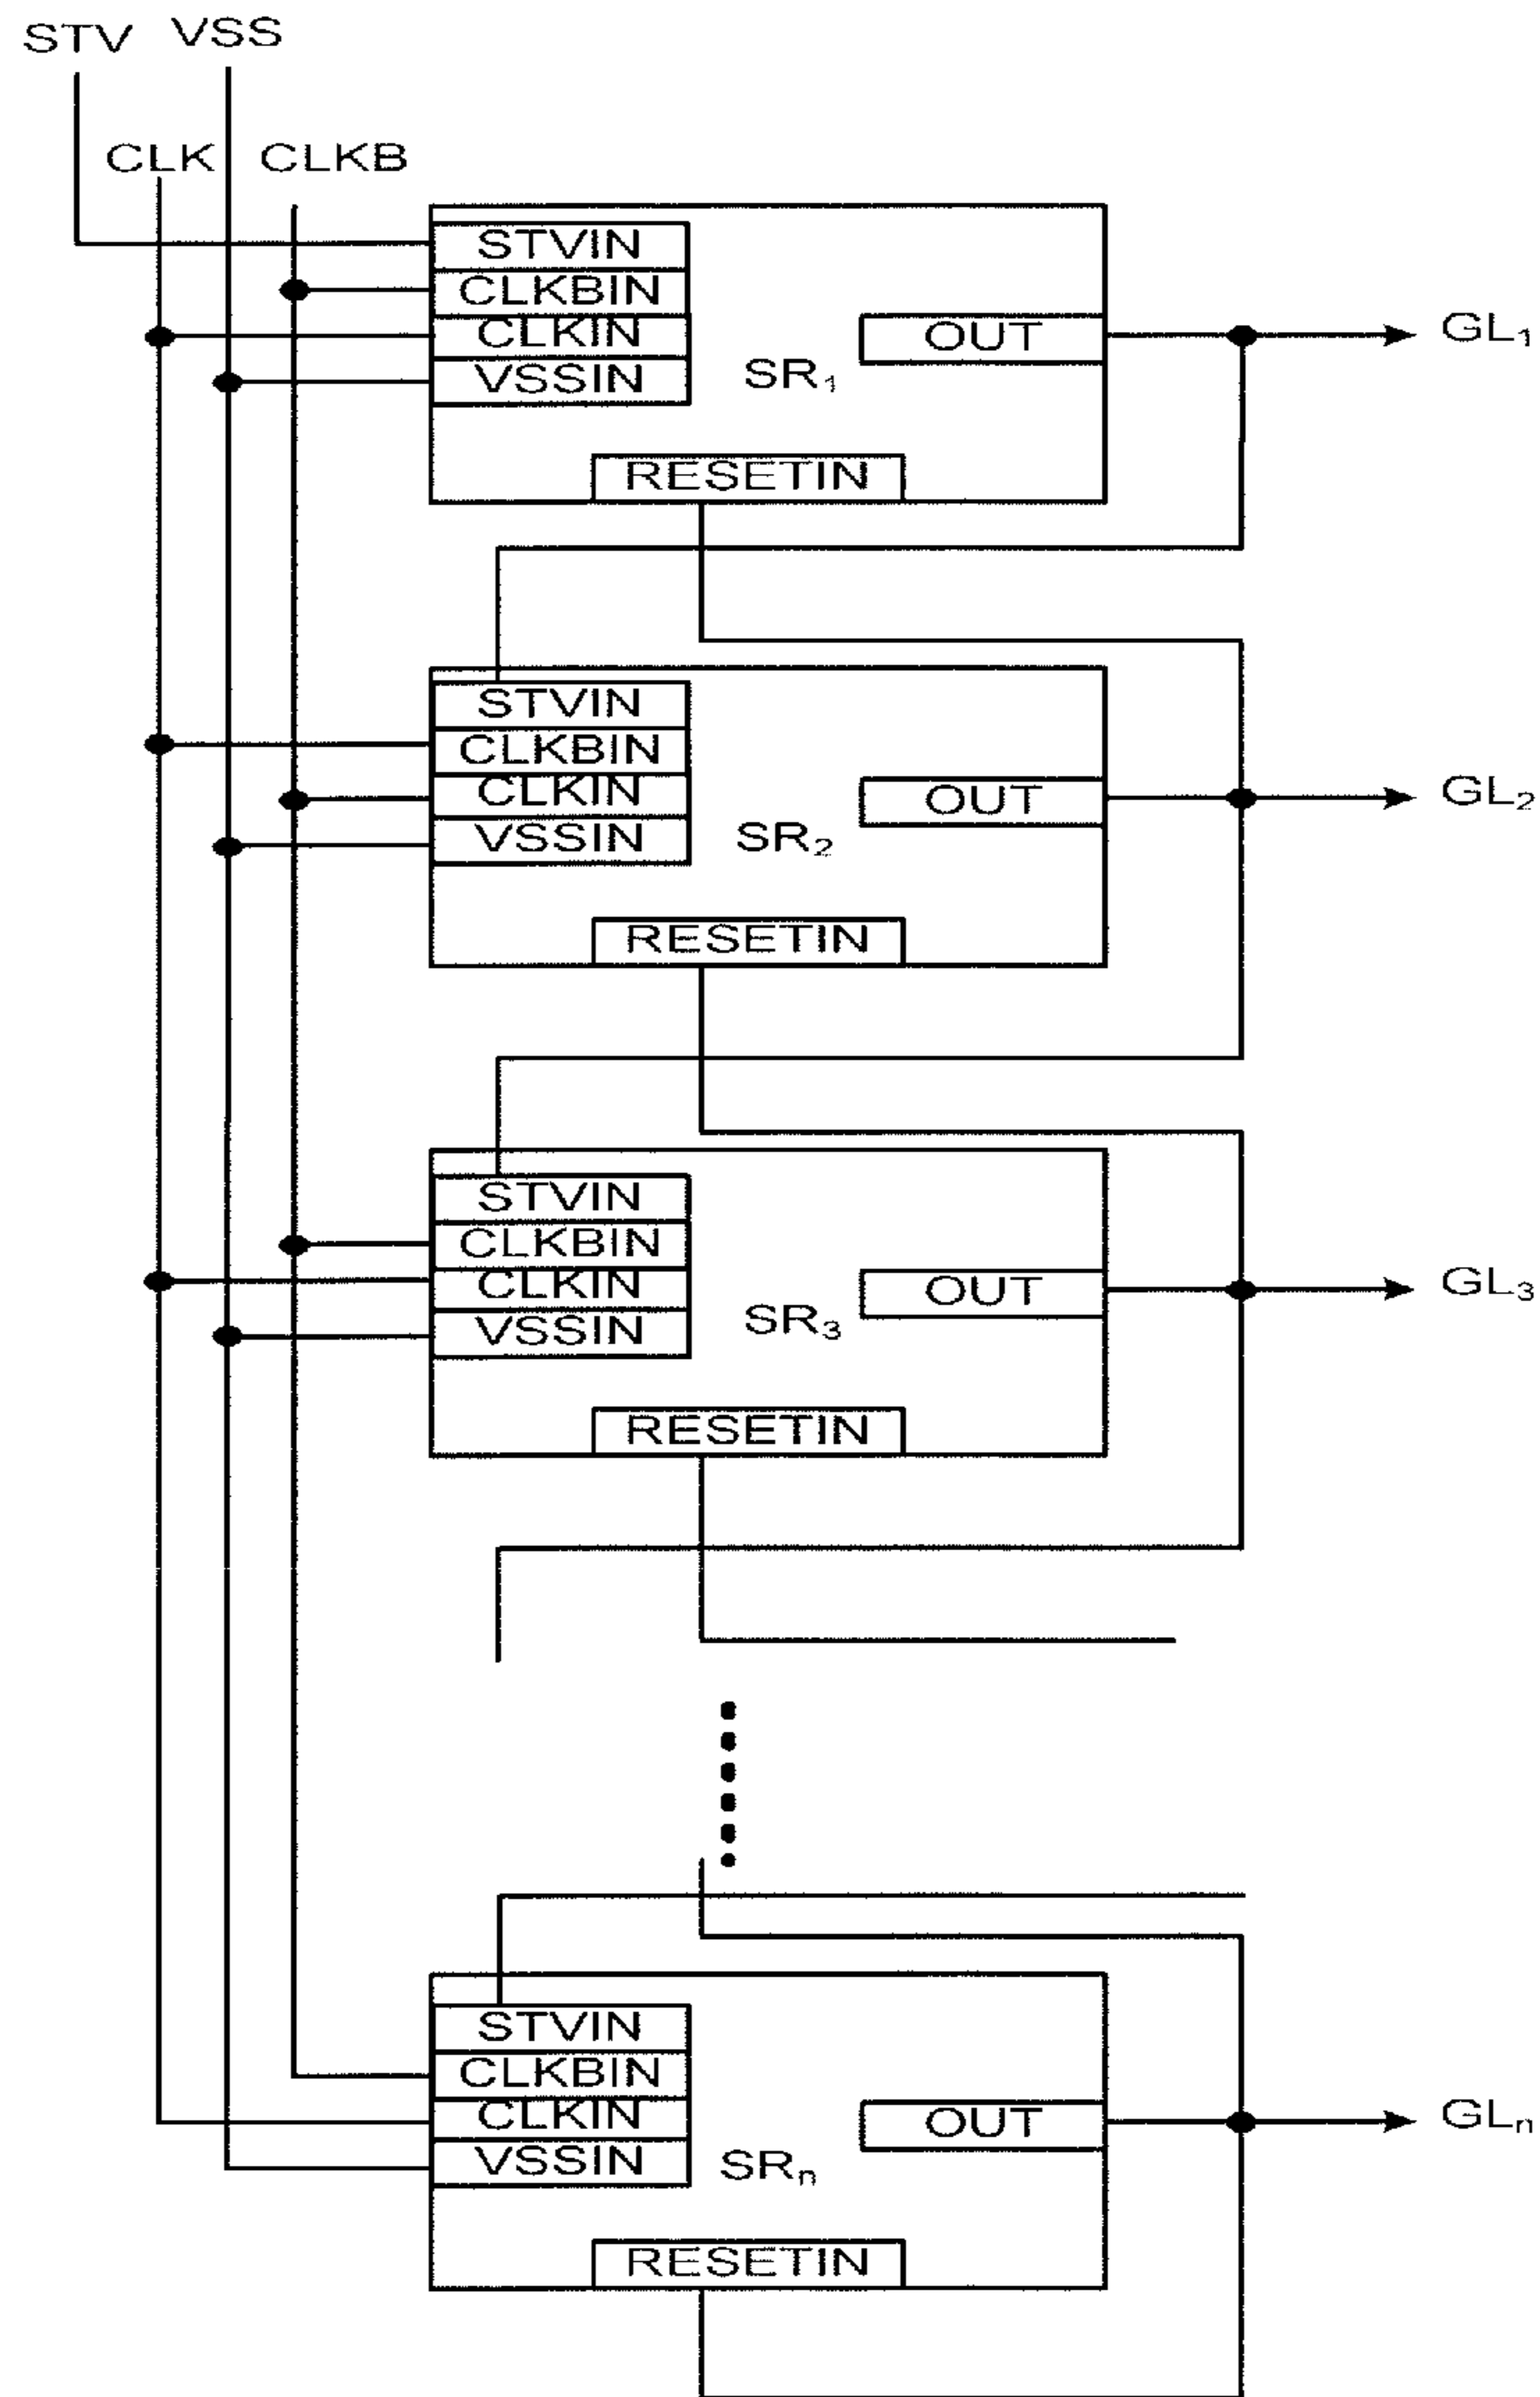 STV VSS
CLK CLKB
STVIN
CLKBIN
CLKIN
VSSIN
OUT
SR₁
GL₁
RESETIN
STVIN
CLKBIN
CLKIN
VSSIN
OUT
SR₂
GL₂
RESETIN
STVIN
CLKBIN
CLKIN
VSSIN
OUT
SR₃
GL₃
RESETIN
STVIN
CLKBIN
CLKIN
VSSIN
OUT
SRₙ
GLₙ
RESETIN